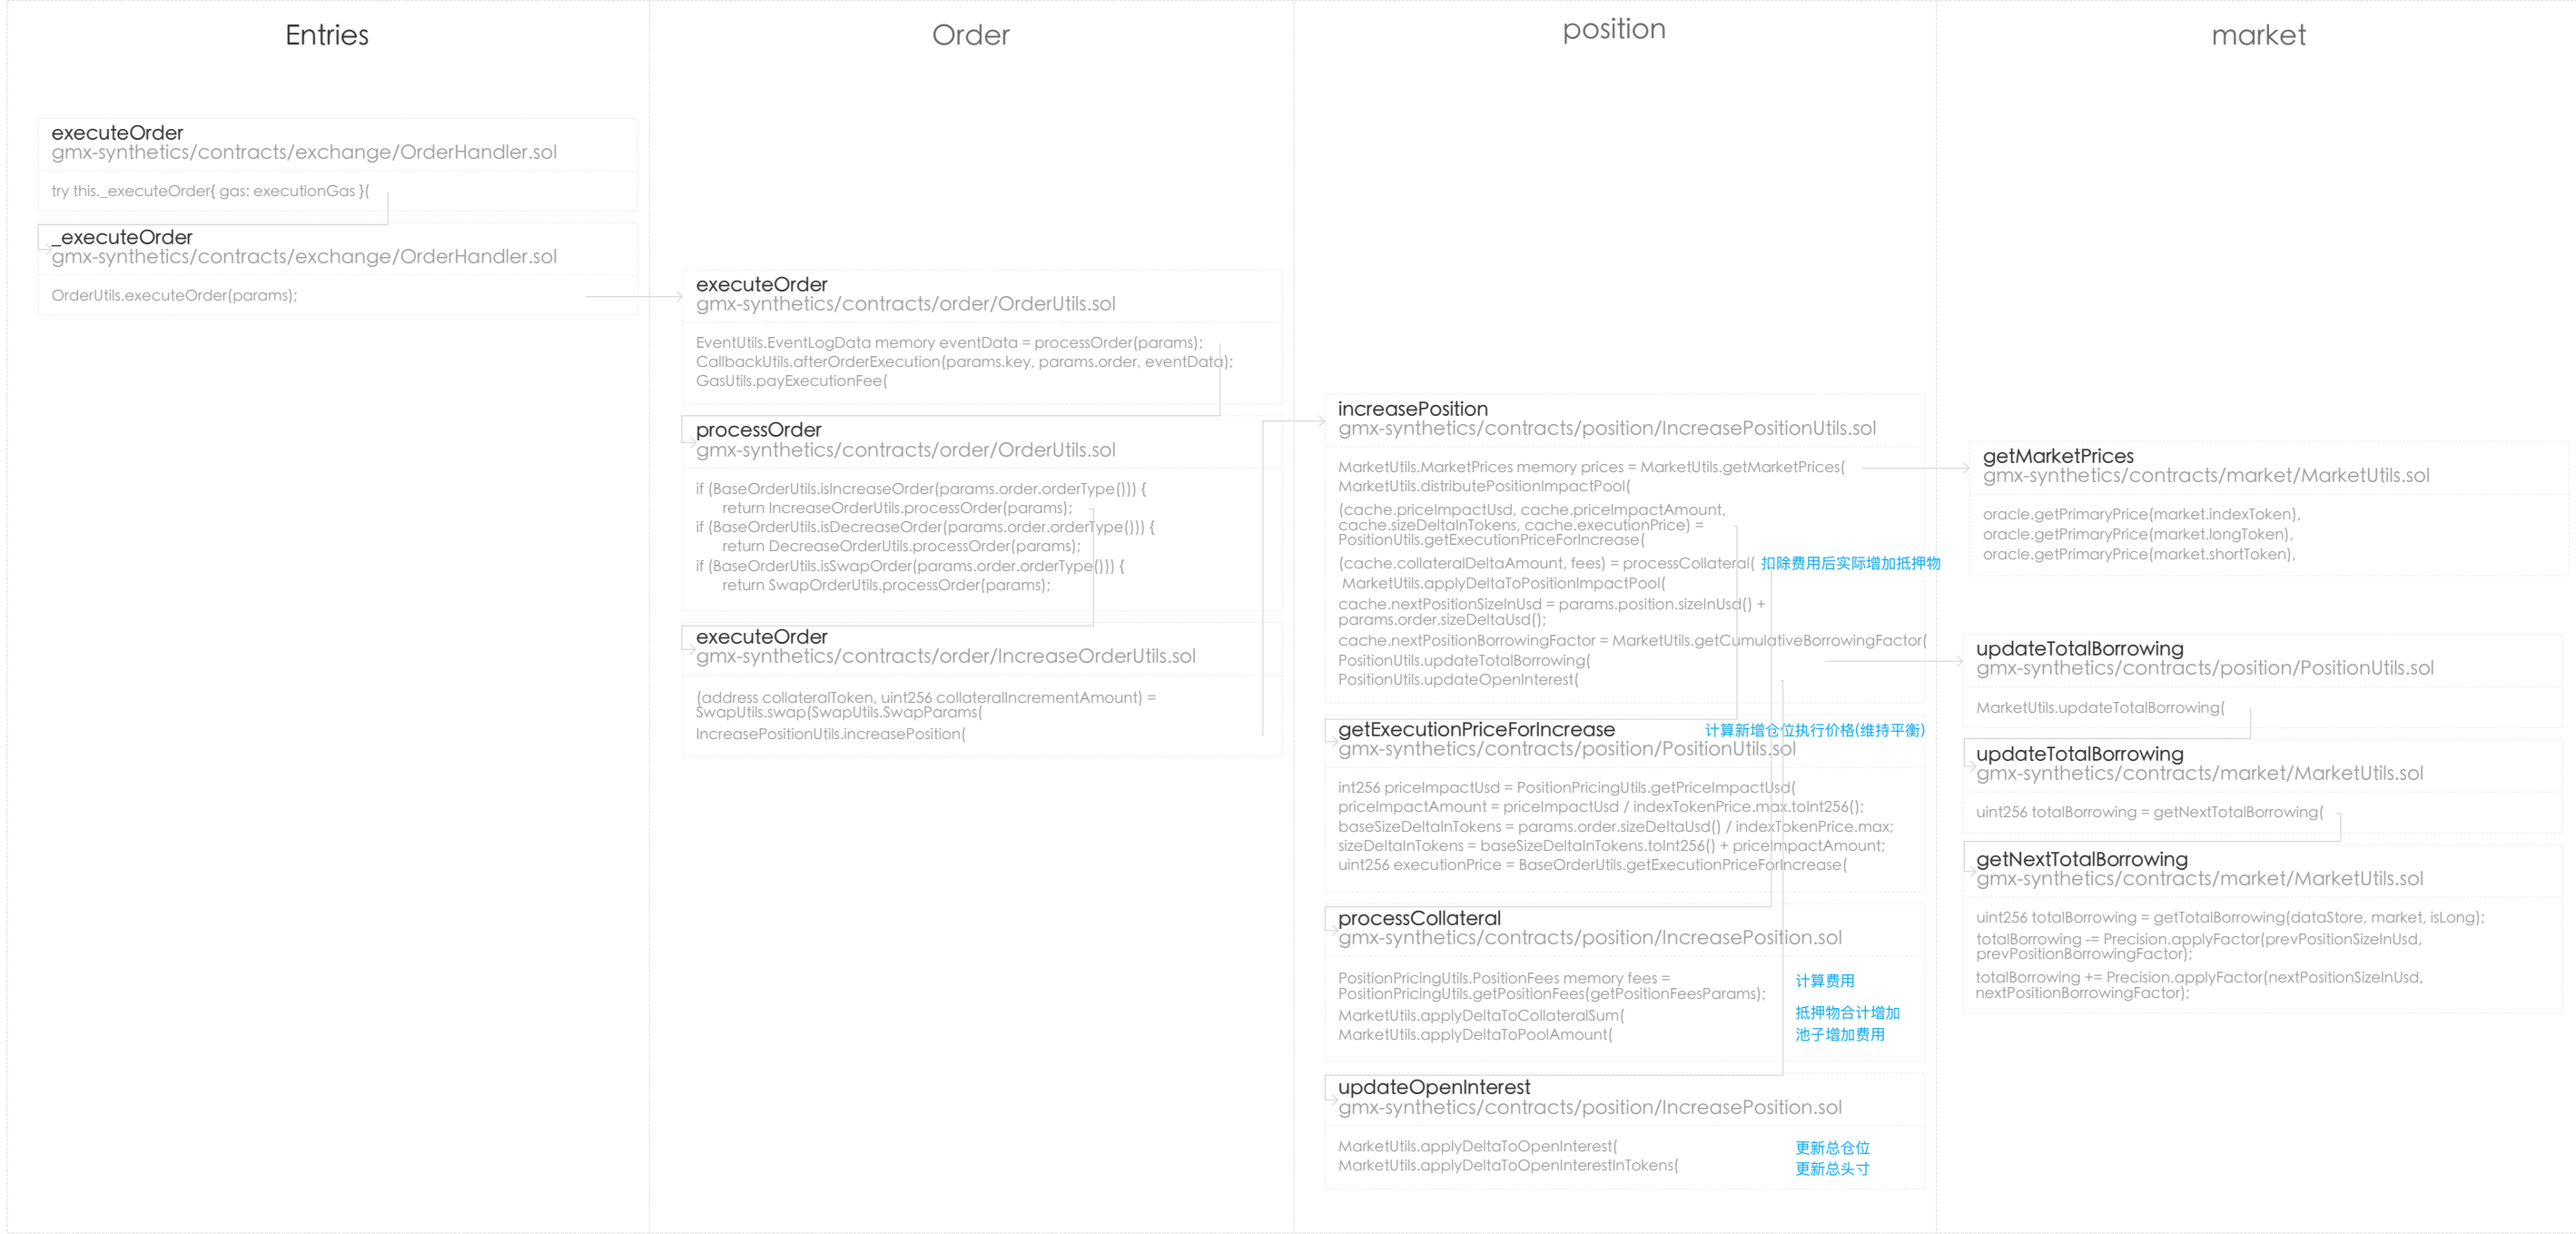 Entries
executeOrder
gmx-synthetics/contracts/exchange/OrderHandler.sol
try this._executeOrder{ gas: executionGas }(
_executeOrder
gmx-synthetics/contracts/exchange/OrderHandler.sol
OrderUtils.executeOrder(params);
Order
executeOrder
gmx-synthetics/contracts/order/OrderUtils.sol
EventUtils.EventLogData memory eventData = processOrder(params);
CallbackUtils.afterOrderExecution(params.key, params.order, eventData);
GasUtils.payExecutionFee(
processOrder
gmx-synthetics/contracts/order/OrderUtils.sol
if (BaseOrderUtils.isIncreaseOrder(params.order.orderType())) {
return IncreaseOrderUtils.processOrder(params);
if (BaseOrderUtils.isDecreaseOrder(params.order.orderType())) {
return DecreaseOrderUtils.processOrder(params);
if (BaseOrderUtils.isSwapOrder(params.order.orderType())) {
return SwapOrderUtils.processOrder(params);
executeOrder
gmx-synthetics/contracts/order/IncreaseOrderUtils.sol
(address collateralToken, uint256 collateralIncrementAmount) =
SwapUtils.swap(SwapUtils.SwapParams(
IncreasePositionUtils.increasePosition(
position
increasePosition
gmx-synthetics/contracts/position/IncreasePositionUtils.sol
MarketUtils.MarketPrices memory prices = MarketUtils.getMarketPrices(
MarketUtils.distributePositionImpactPool(
(cache.priceImpactUsd, cache.priceImpactAmount,
cache.sizeDeltaInTokens, cache.executionPrice) =
PositionUtils.getExecutionPriceForIncrease(
(cache.collateralDeltaAmount, fees) = processCollateral( 扣除费用后实际增加抵押物
MarketUtils.applyDeltaToPositionImpactPool(
cache.nextPositionSizeInUsd = params.position.sizeInUsd() +
params.order.sizeDeltaUsd();
cache.nextPositionBorrowingFactor = MarketUtils.getCumulativeBorrowingFactor(
PositionUtils.updateTotalBorrowing(
PositionUtils.updateOpenInterest(
getExecutionPriceForIncrease 计算新增仓位执行价格(维持平衡)
gmx-synthetics/contracts/position/PositionUtils.sol
int256 priceImpactUsd = PositionPricingUtils.getPriceImpactUsd(
priceImpactAmount = priceImpactUsd / indexTokenPrice.max.toInt256();
baseSizeDeltaInTokens = params.order.sizeDeltaUsd() / indexTokenPrice.max;
sizeDeltaInTokens = baseSizeDeltaInTokens.toInt256() + priceImpactAmount;
uint256 executionPrice = BaseOrderUtils.getExecutionPriceForIncrease(
processCollateral
gmx-synthetics/contracts/position/IncreasePosition.sol
PositionPricingUtils.PositionFees memory fees = 计算费用
PositionPricingUtils.getPositionFees(getPositionFeesParams);
MarketUtils.applyDeltaToCollateralSum( 抵押物合计增加
MarketUtils.applyDeltaToPoolAmount( 池子增加费用
updateOpenInterest
gmx-synthetics/contracts/position/IncreasePosition.sol
MarketUtils.applyDeltaToOpenInterest( 更新总仓位
MarketUtils.applyDeltaToOpenInterestInTokens( 更新总头寸
market
getMarketPrices
gmx-synthetics/contracts/market/MarketUtils.sol
oracle.getPrimaryPrice(market.indexToken),
oracle.getPrimaryPrice(market.longToken),
oracle.getPrimaryPrice(market.shortToken),
updateTotalBorrowing
gmx-synthetics/contracts/position/PositionUtils.sol
MarketUtils.updateTotalBorrowing(
updateTotalBorrowing
gmx-synthetics/contracts/market/MarketUtils.sol
uint256 totalBorrowing = getNextTotalBorrowing(
getNextTotalBorrowing
gmx-synthetics/contracts/market/MarketUtils.sol
uint256 totalBorrowing = getTotalBorrowing(dataStore, market, isLong);
totalBorrowing -= Precision.applyFactor(prevPositionSizeInUsd,
prevPositionBorrowingFactor);
totalBorrowing += Precision.applyFactor(nextPositionSizeInUsd,
nextPositionBorrowingFactor);